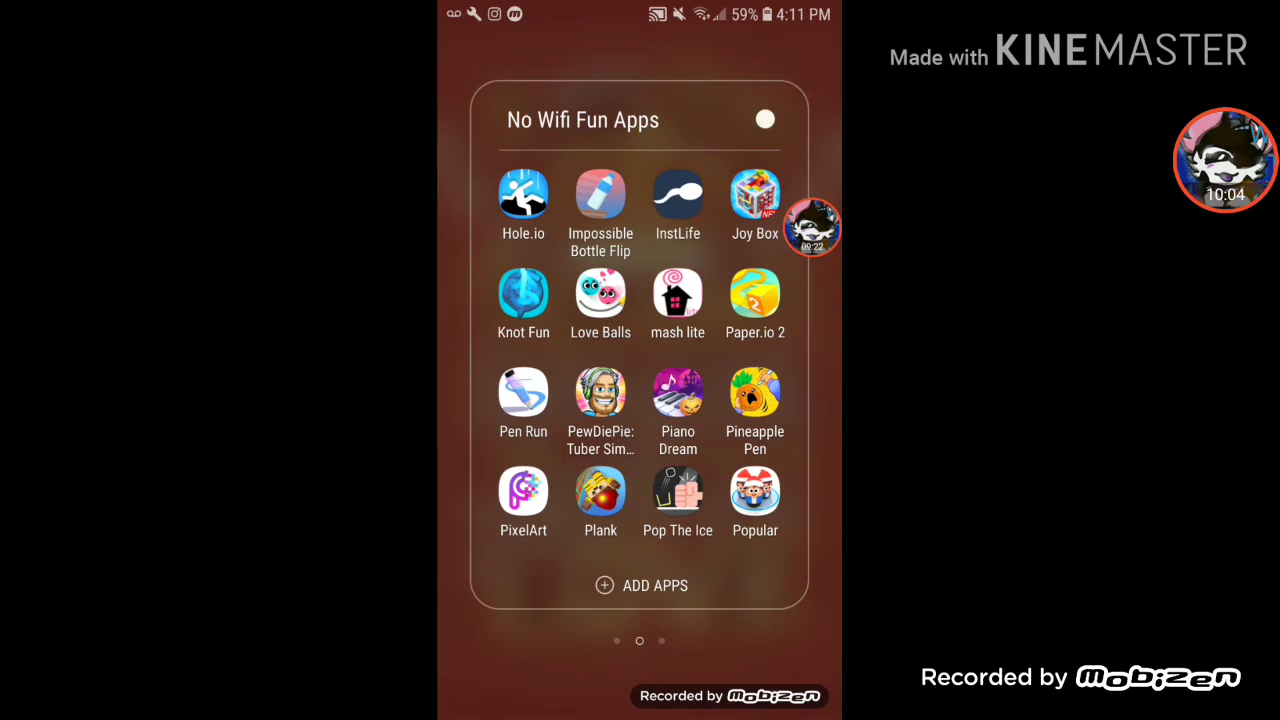 59% 4:11 PM
Made with KINEMASTER
No Wifi Fun Apps
10:04
Hole.io
Impossible
Bottle Flip
InstLife
Joy Box
09:22
Knot Fun
Love Balls
mash lite
Paper.io 2
Pen Run
PewDiePie:
Tuber Sim...
Piano
Dream
Pineapple
Pen
PixelArt
Plank
Pop The Ice
Popular
ADD APPS
Recorded by mobizen
Recorded by mobizen